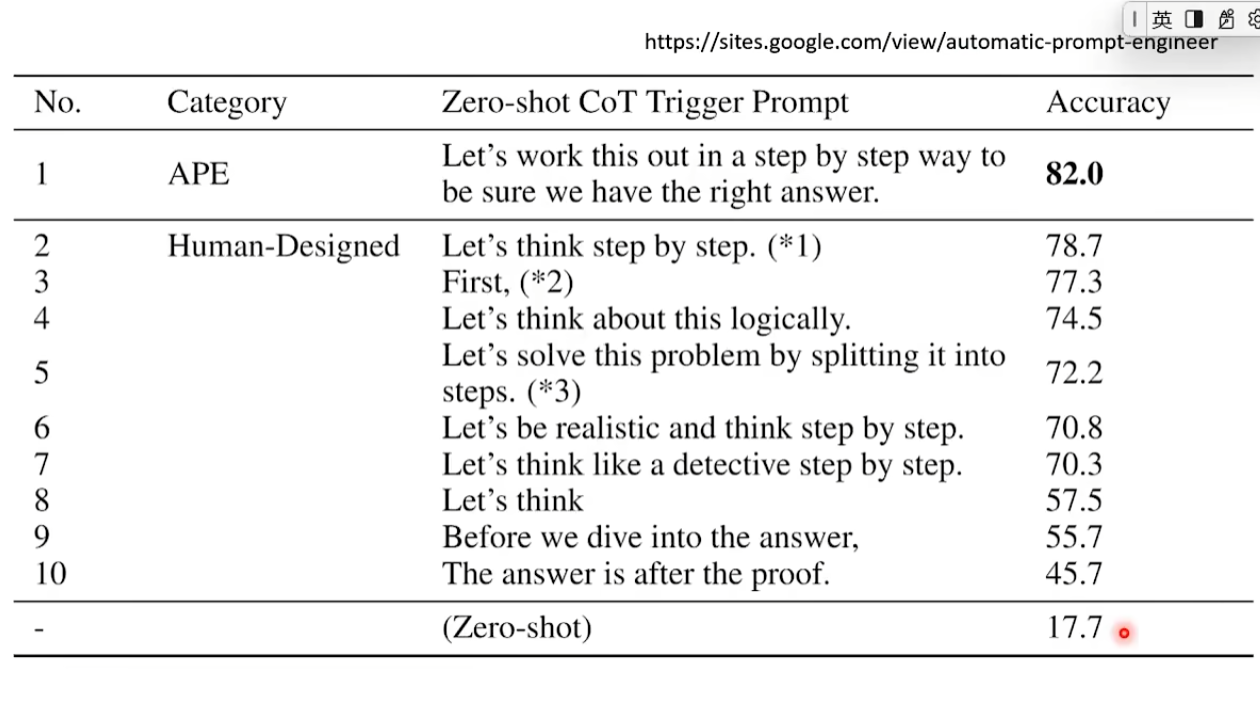 英
https://sites.google.com/view/automatic-prompt-engineer
No. Category Zero-shot CoT Trigger Prompt Accuracy
1 APE Let's work this out in a step by step way to be sure we have the right answer. 82.0
2 Human-Designed Let's think step by step. (*1) 78.7
3 First, (*2) 77.3
4 Let's think about this logically. 74.5
5 Let's solve this problem by splitting it into steps. (*3) 72.2
6 Let's be realistic and think step by step. 70.8
7 Let's think like a detective step by step. 70.3
8 Let's think 57.5
9 Before we dive into the answer, 55.7
10 The answer is after the proof. 45.7
- (Zero-shot) 17.7